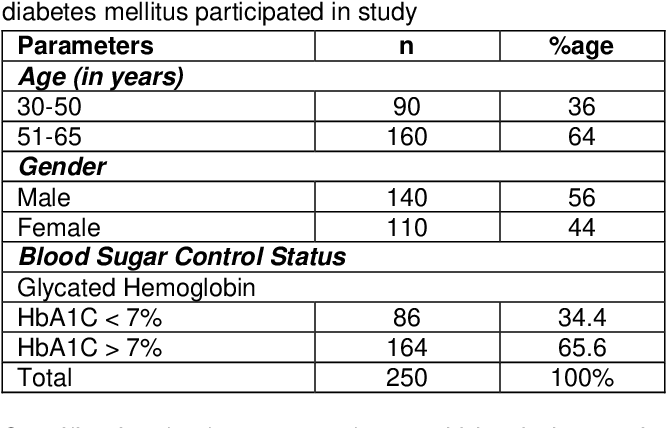 diabetes mellitus participated in study
Parameters n %age
Age (in years)
30-50 90 36
51-65 160 64
Gender
Male 140 56
Female 110 44
Blood Sugar Control Status
Glycated Hemoglobin
HbA1C < 7% 86 34.4
HbA1C > 7% 164 65.6
Total 250 100%